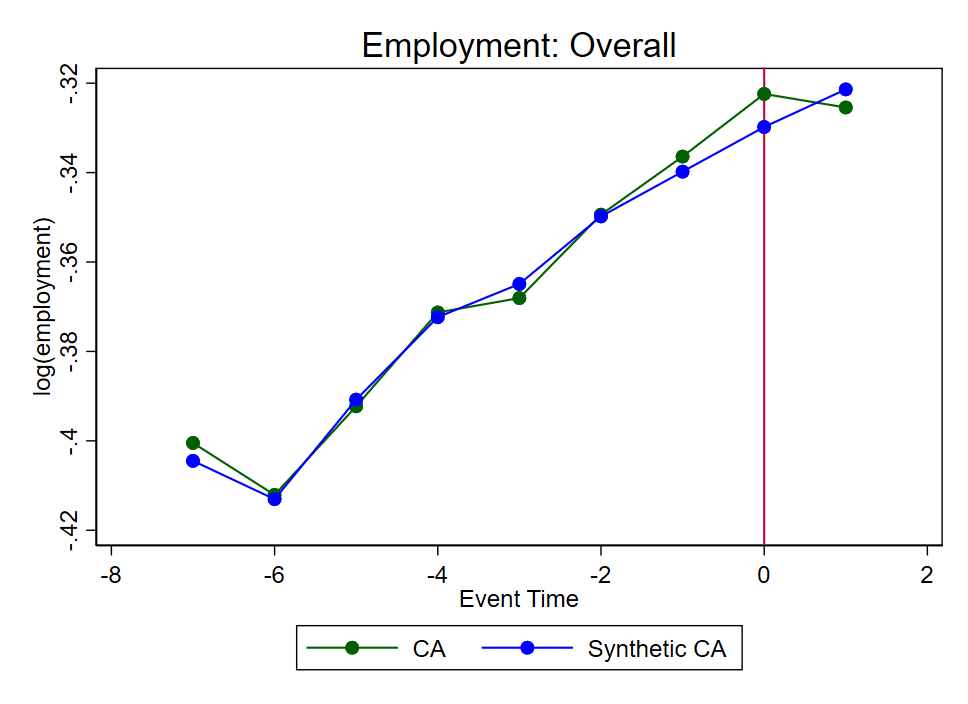 Employment: Overall
log(employment)
-.32
-.34
-.36
-.38
-.4
-.42
-8 -6 -4 -2 0 2
Event Time
CA Synthetic CA